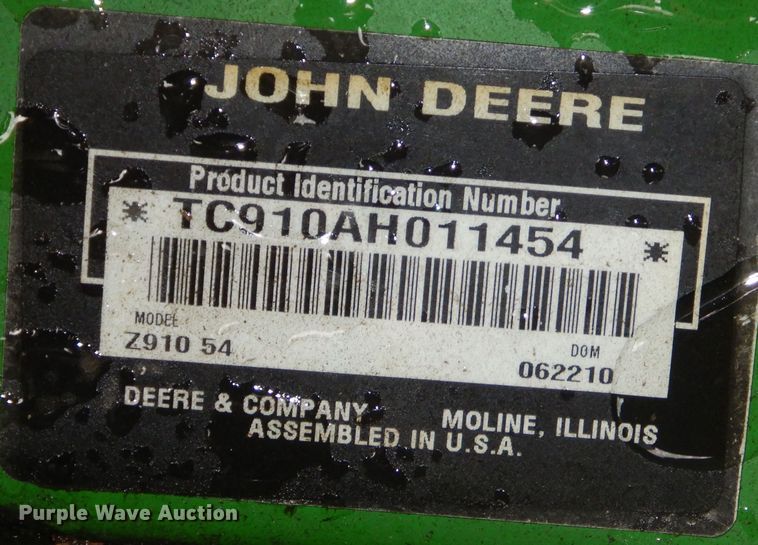 JOHN DEERE
Product Identification Number
* TC910AH011454 *
MODEL
Z910 54
DOM
062210
DEERE & COMPANY MOLINE, ILLINOIS
ASSEMBLED IN U.S.A.
Purple Wave Auction